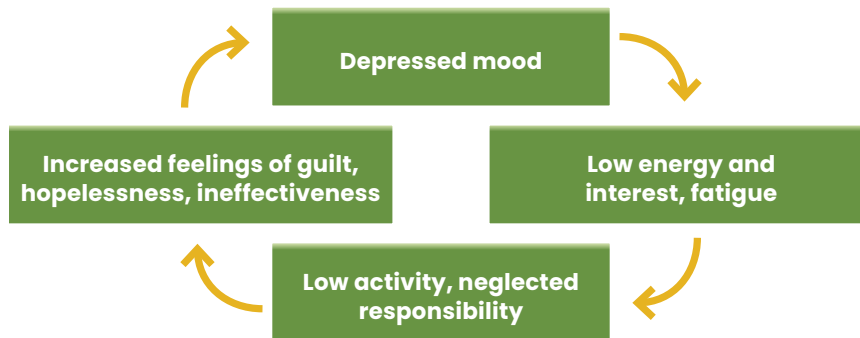 Depressed mood
Low energy and
interest, fatigue
Low activity, neglected
responsibility
Increased feelings of guilt,
hopelessness, ineffectiveness